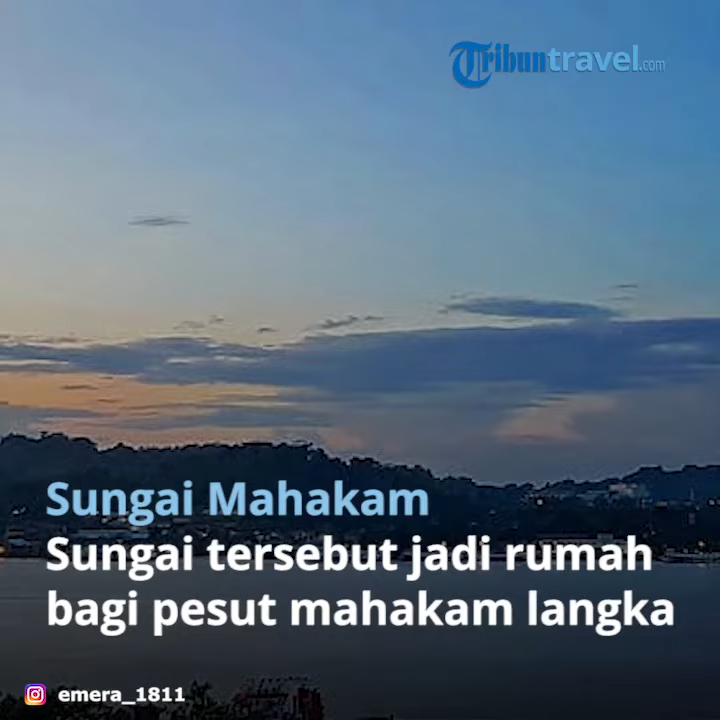 Tribuntravel.com
Sungai Mahakam
Sungai tersebut jadi rumah
bagi pesut mahakam langka
emera_1811